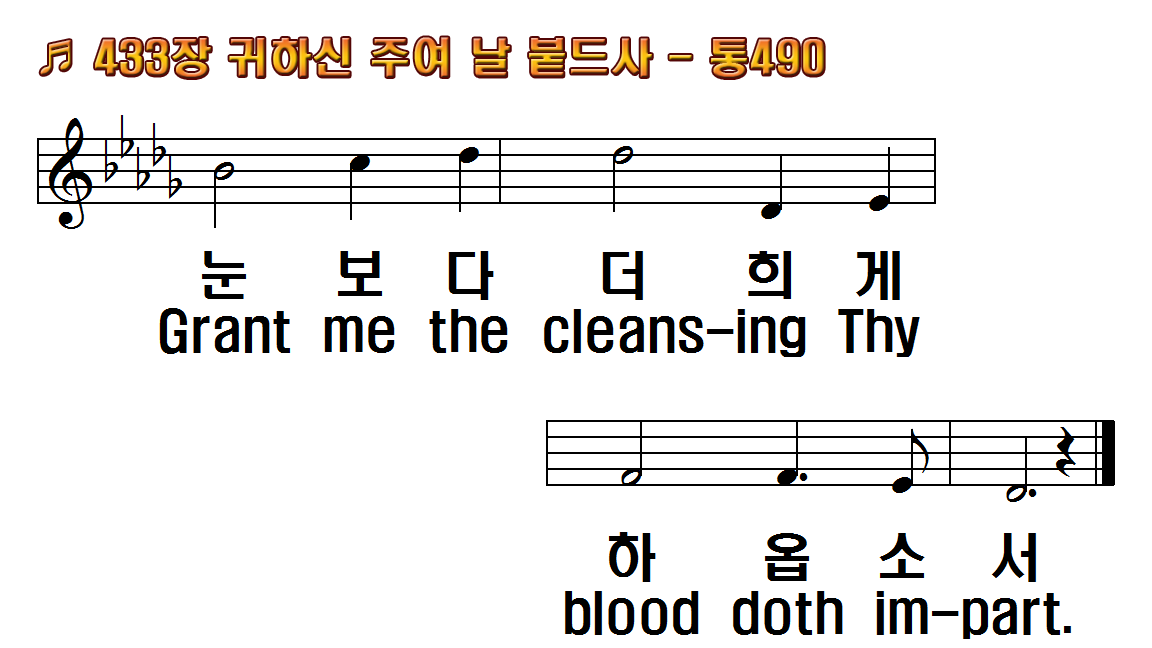 ♬ 433장 귀하신 주여 날 붙드사 - 통490
눈 보 다 더 희 게
Grant me the cleans-ing Thy
하 옵 소 서
blood doth im-part.